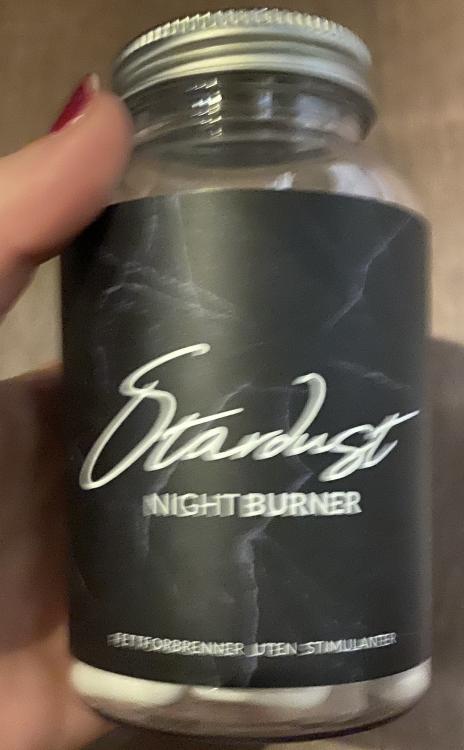 Stardust
NIGHT BURNER
FETTFORBRENNER UTEN STIMULANTER